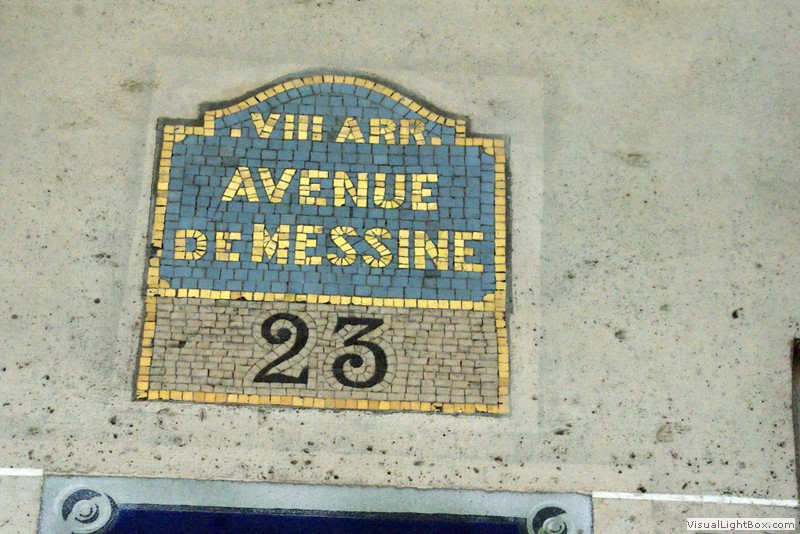 VIII ARR.
AVENUE
DE MESSINE
23
VisualLightBox.com